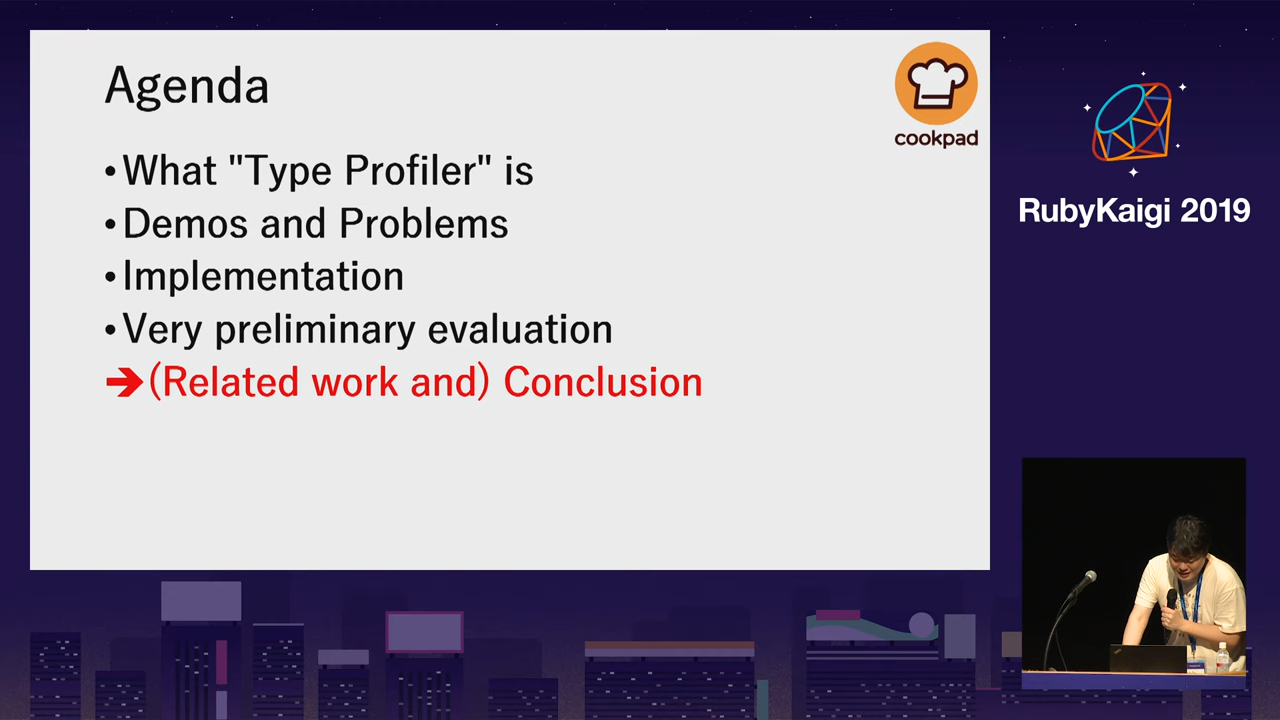 Agenda
cookpad
•What "Type Profiler" is
•Demos and Problems
•Implementation
•Very preliminary evaluation
➔(Related work and) Conclusion
RubyKaigi 2019